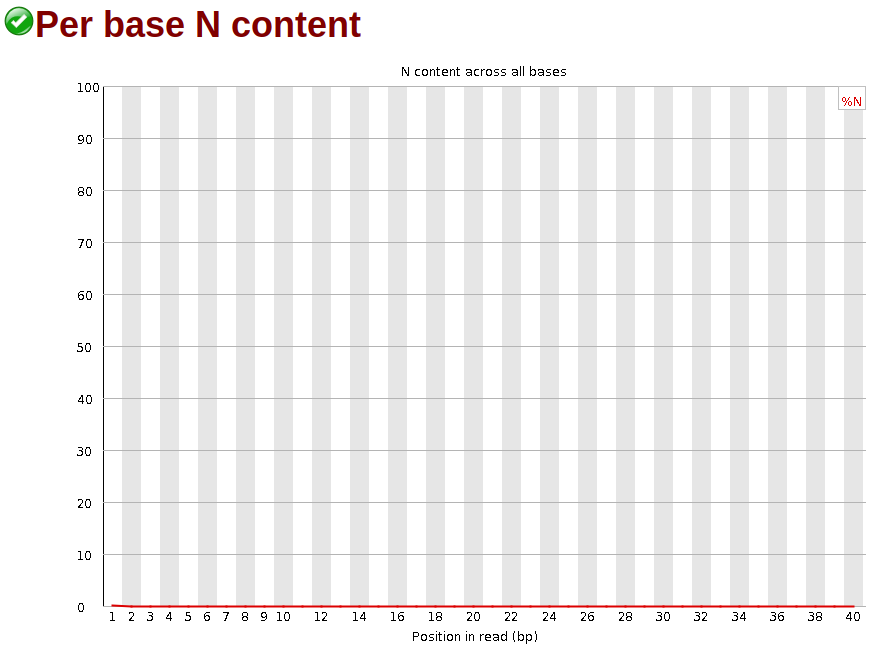 Per base N content
N content across all bases
%N
100
90
80
70
60
50
40
30
20
10
0
1 2 3 4 5 6 7 8 9 10 12 14 16 18 20 22 24 26 28 30 32 34 36 38 40
Position in read (bp)